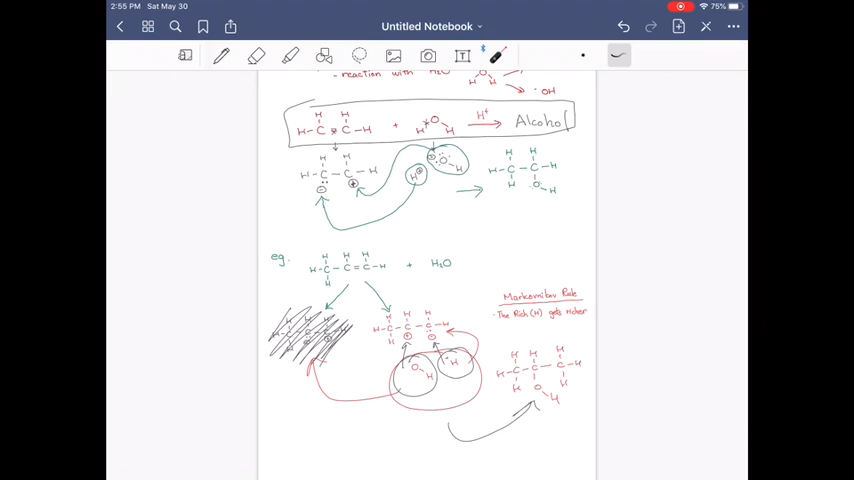 2:55 PM Sat May 30
75%
Untitled Notebook
- reaction with H₂O
H H
· OH
H H
H-C C-H + H O H H⁺ Alcohol
H H
H C C H H O H
H H
H-C-C-H
H O
H
eg.
H H H
H-C-C=C-H + H₂O
H
Markovnikov Rule
· The Rich (H) gets Richer
H H H
H-C-C-C-H
H
O H H
H H H
H-C-C-C-H
H O H
H